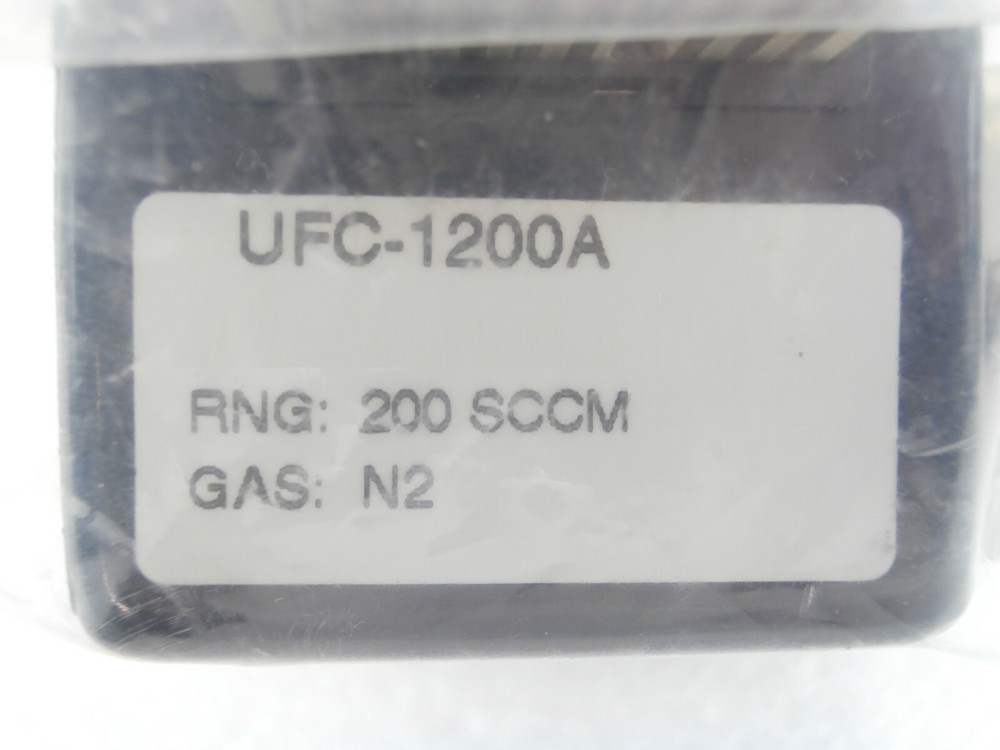 UFC-1200A
RNG: 200 SCCM
GAS: N2